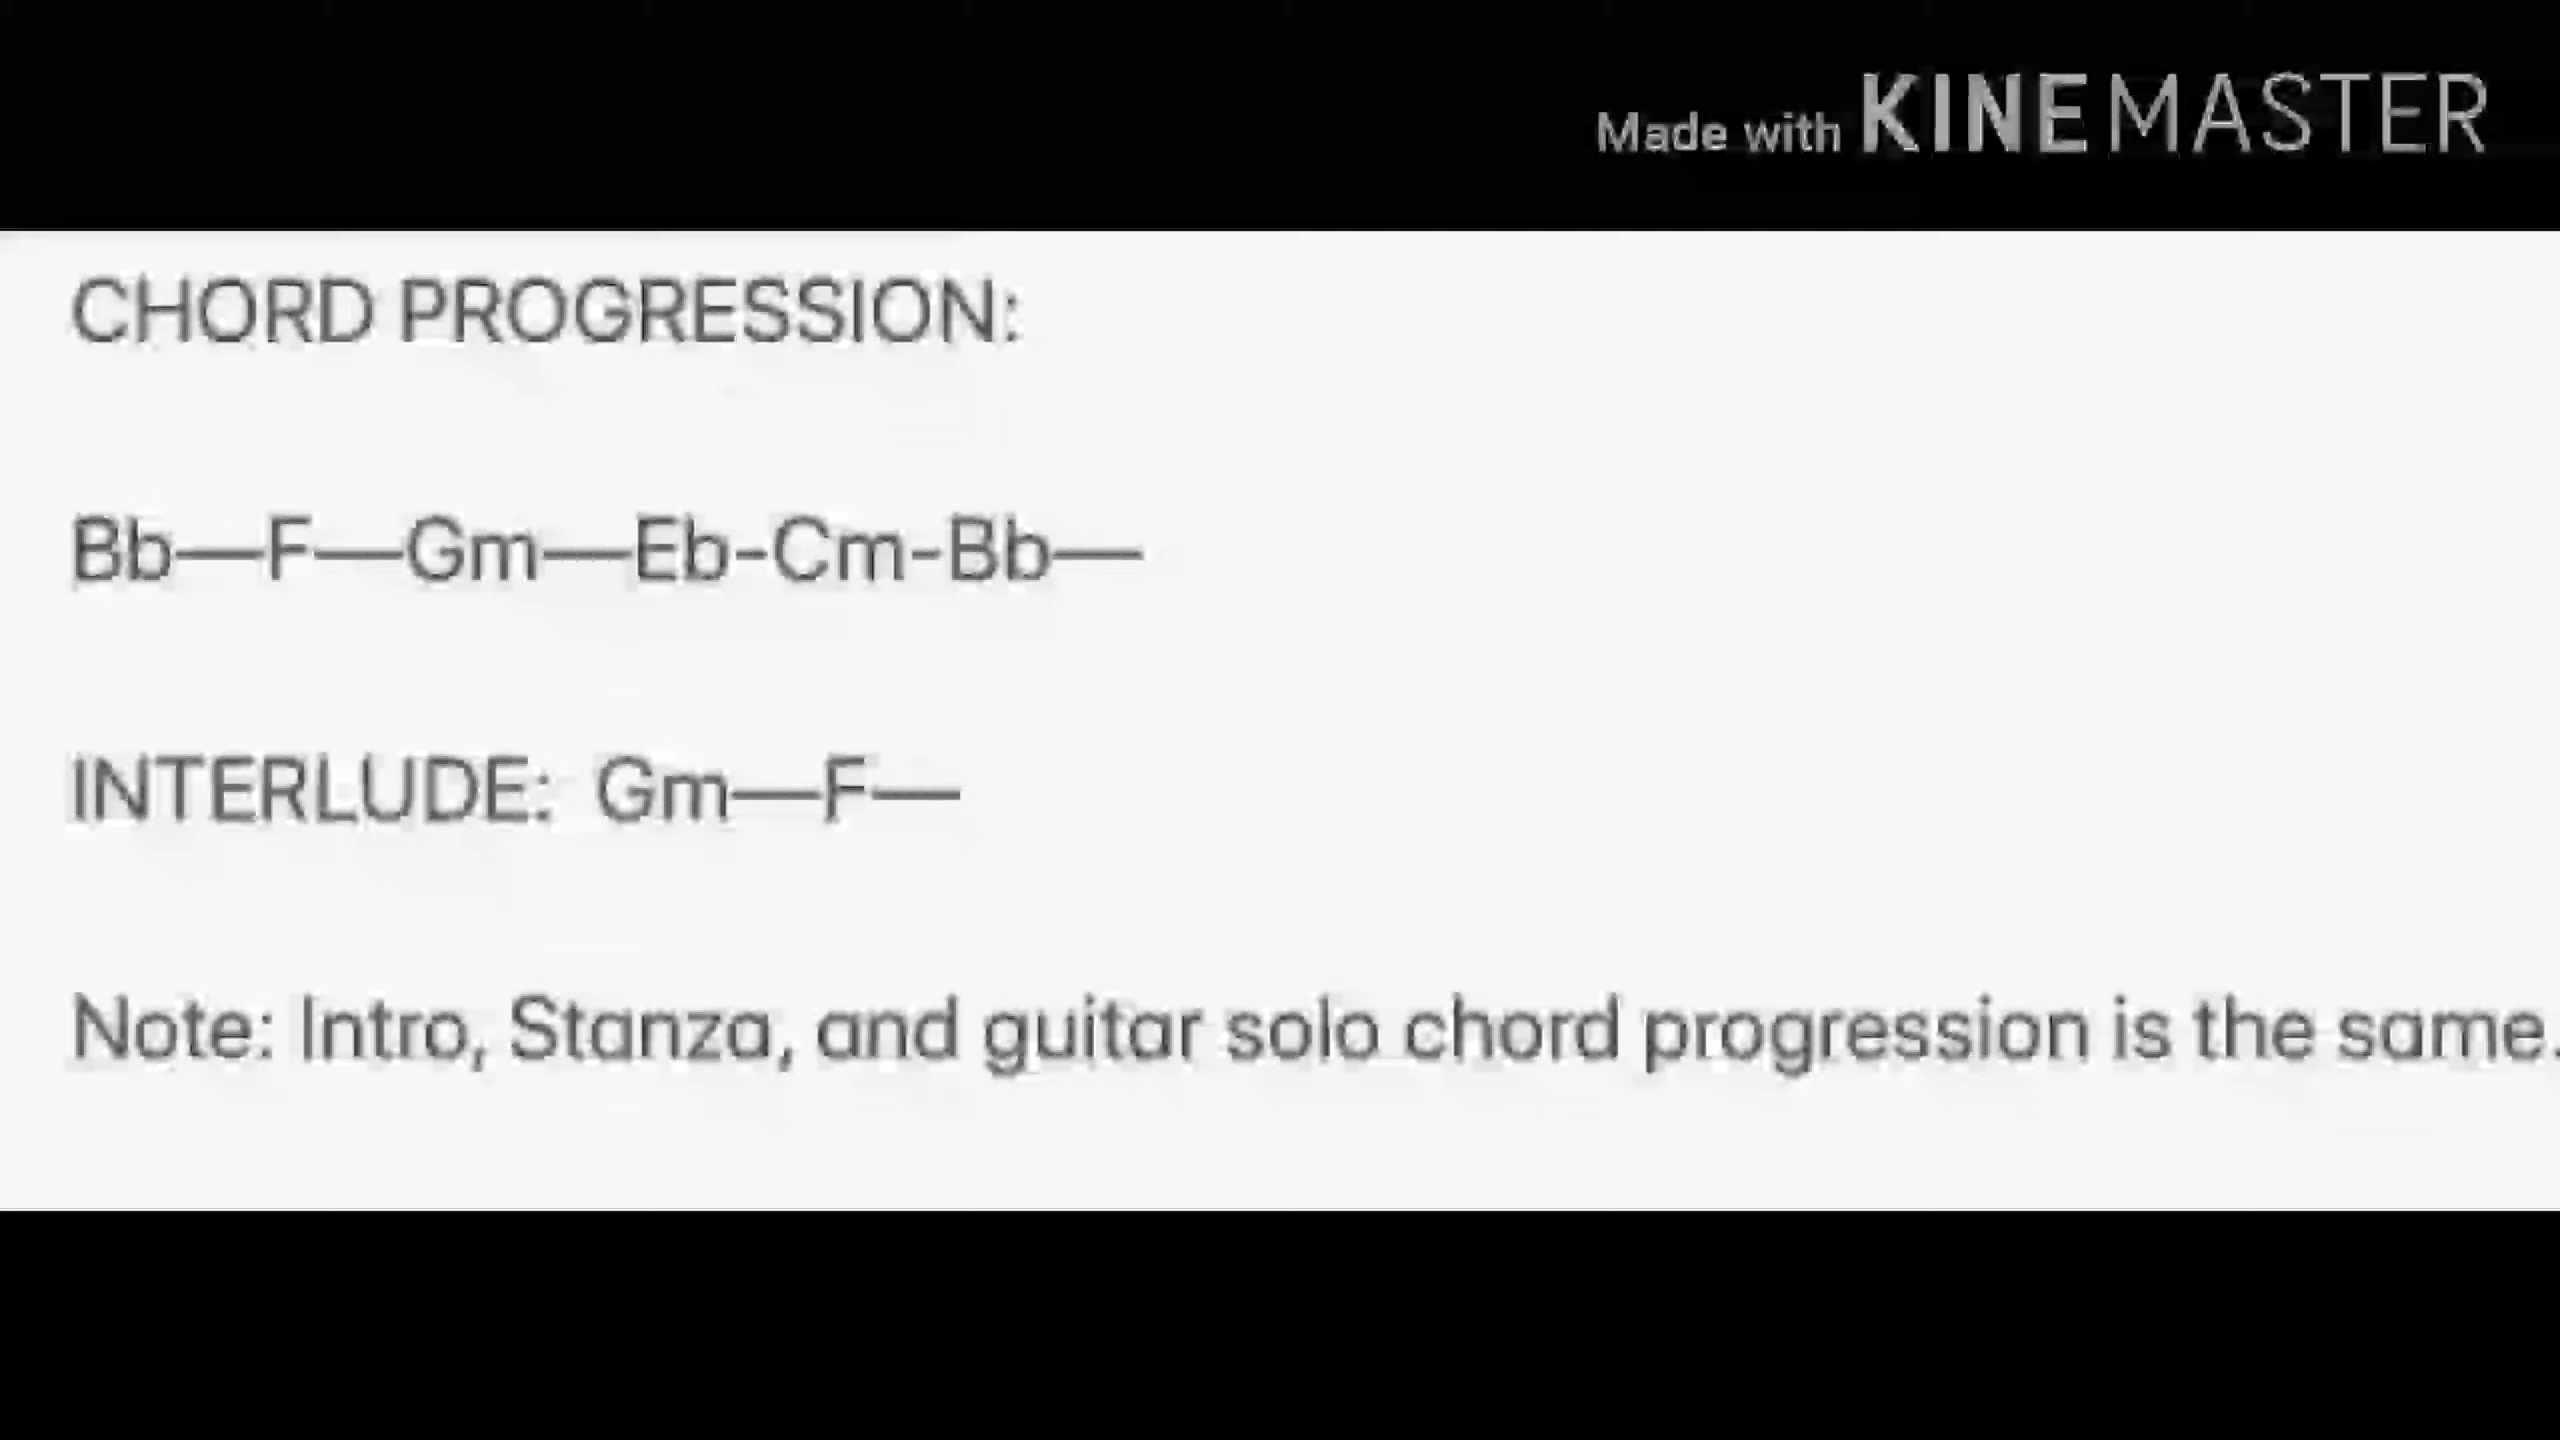 Made with KINEMASTER
CHORD PROGRESSION:
Bb—F—Gm—Eb-Cm-Bb—
INTERLUDE: Gm—F—
Note: Intro, Stanza, and guitar solo chord progression is the same.